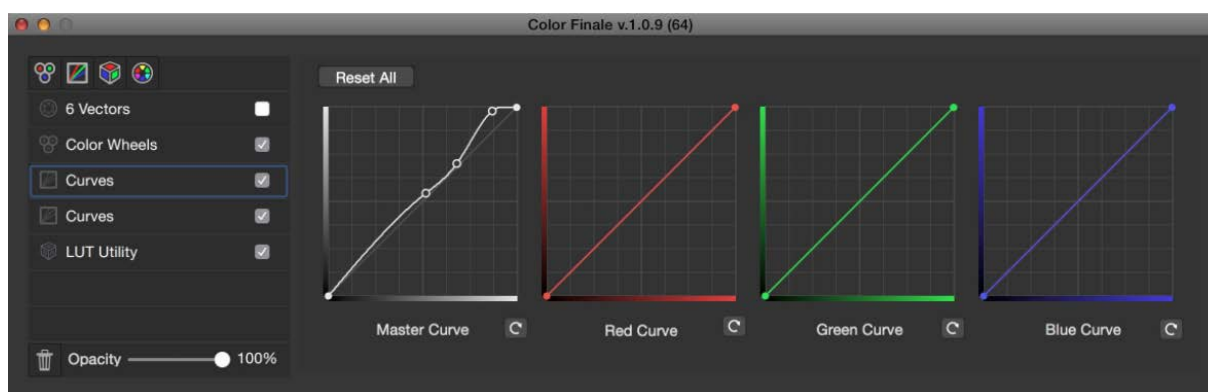 Color Finale v.1.0.9 (64)
Reset All
6 Vectors
Color Wheels
Curves
Curves
LUT Utility
Opacity 100%
Master Curve
Red Curve
Green Curve
Blue Curve